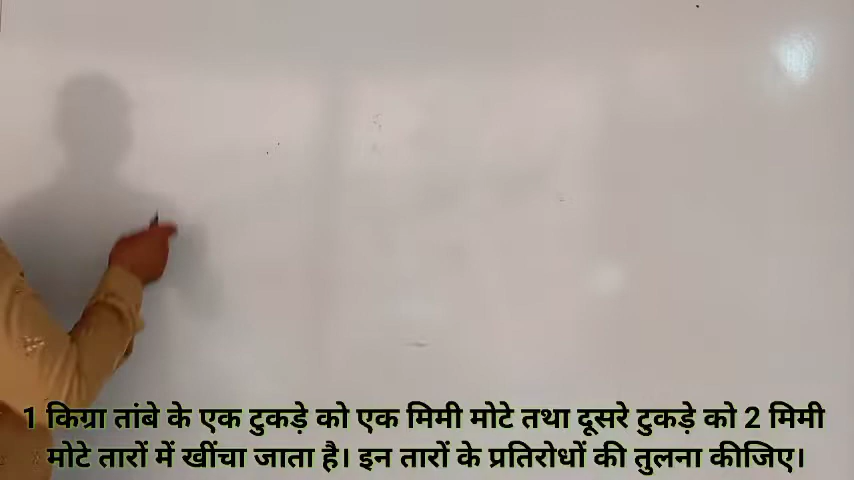 1 किग्रा तांबे के एक टुकड़े को एक मिमी मोटे तथा दूसरे टुकड़े को 2 मिमी
मोटे तारों में खींचा जाता है। इन तारों के प्रतिरोधों की तुलना कीजिए।